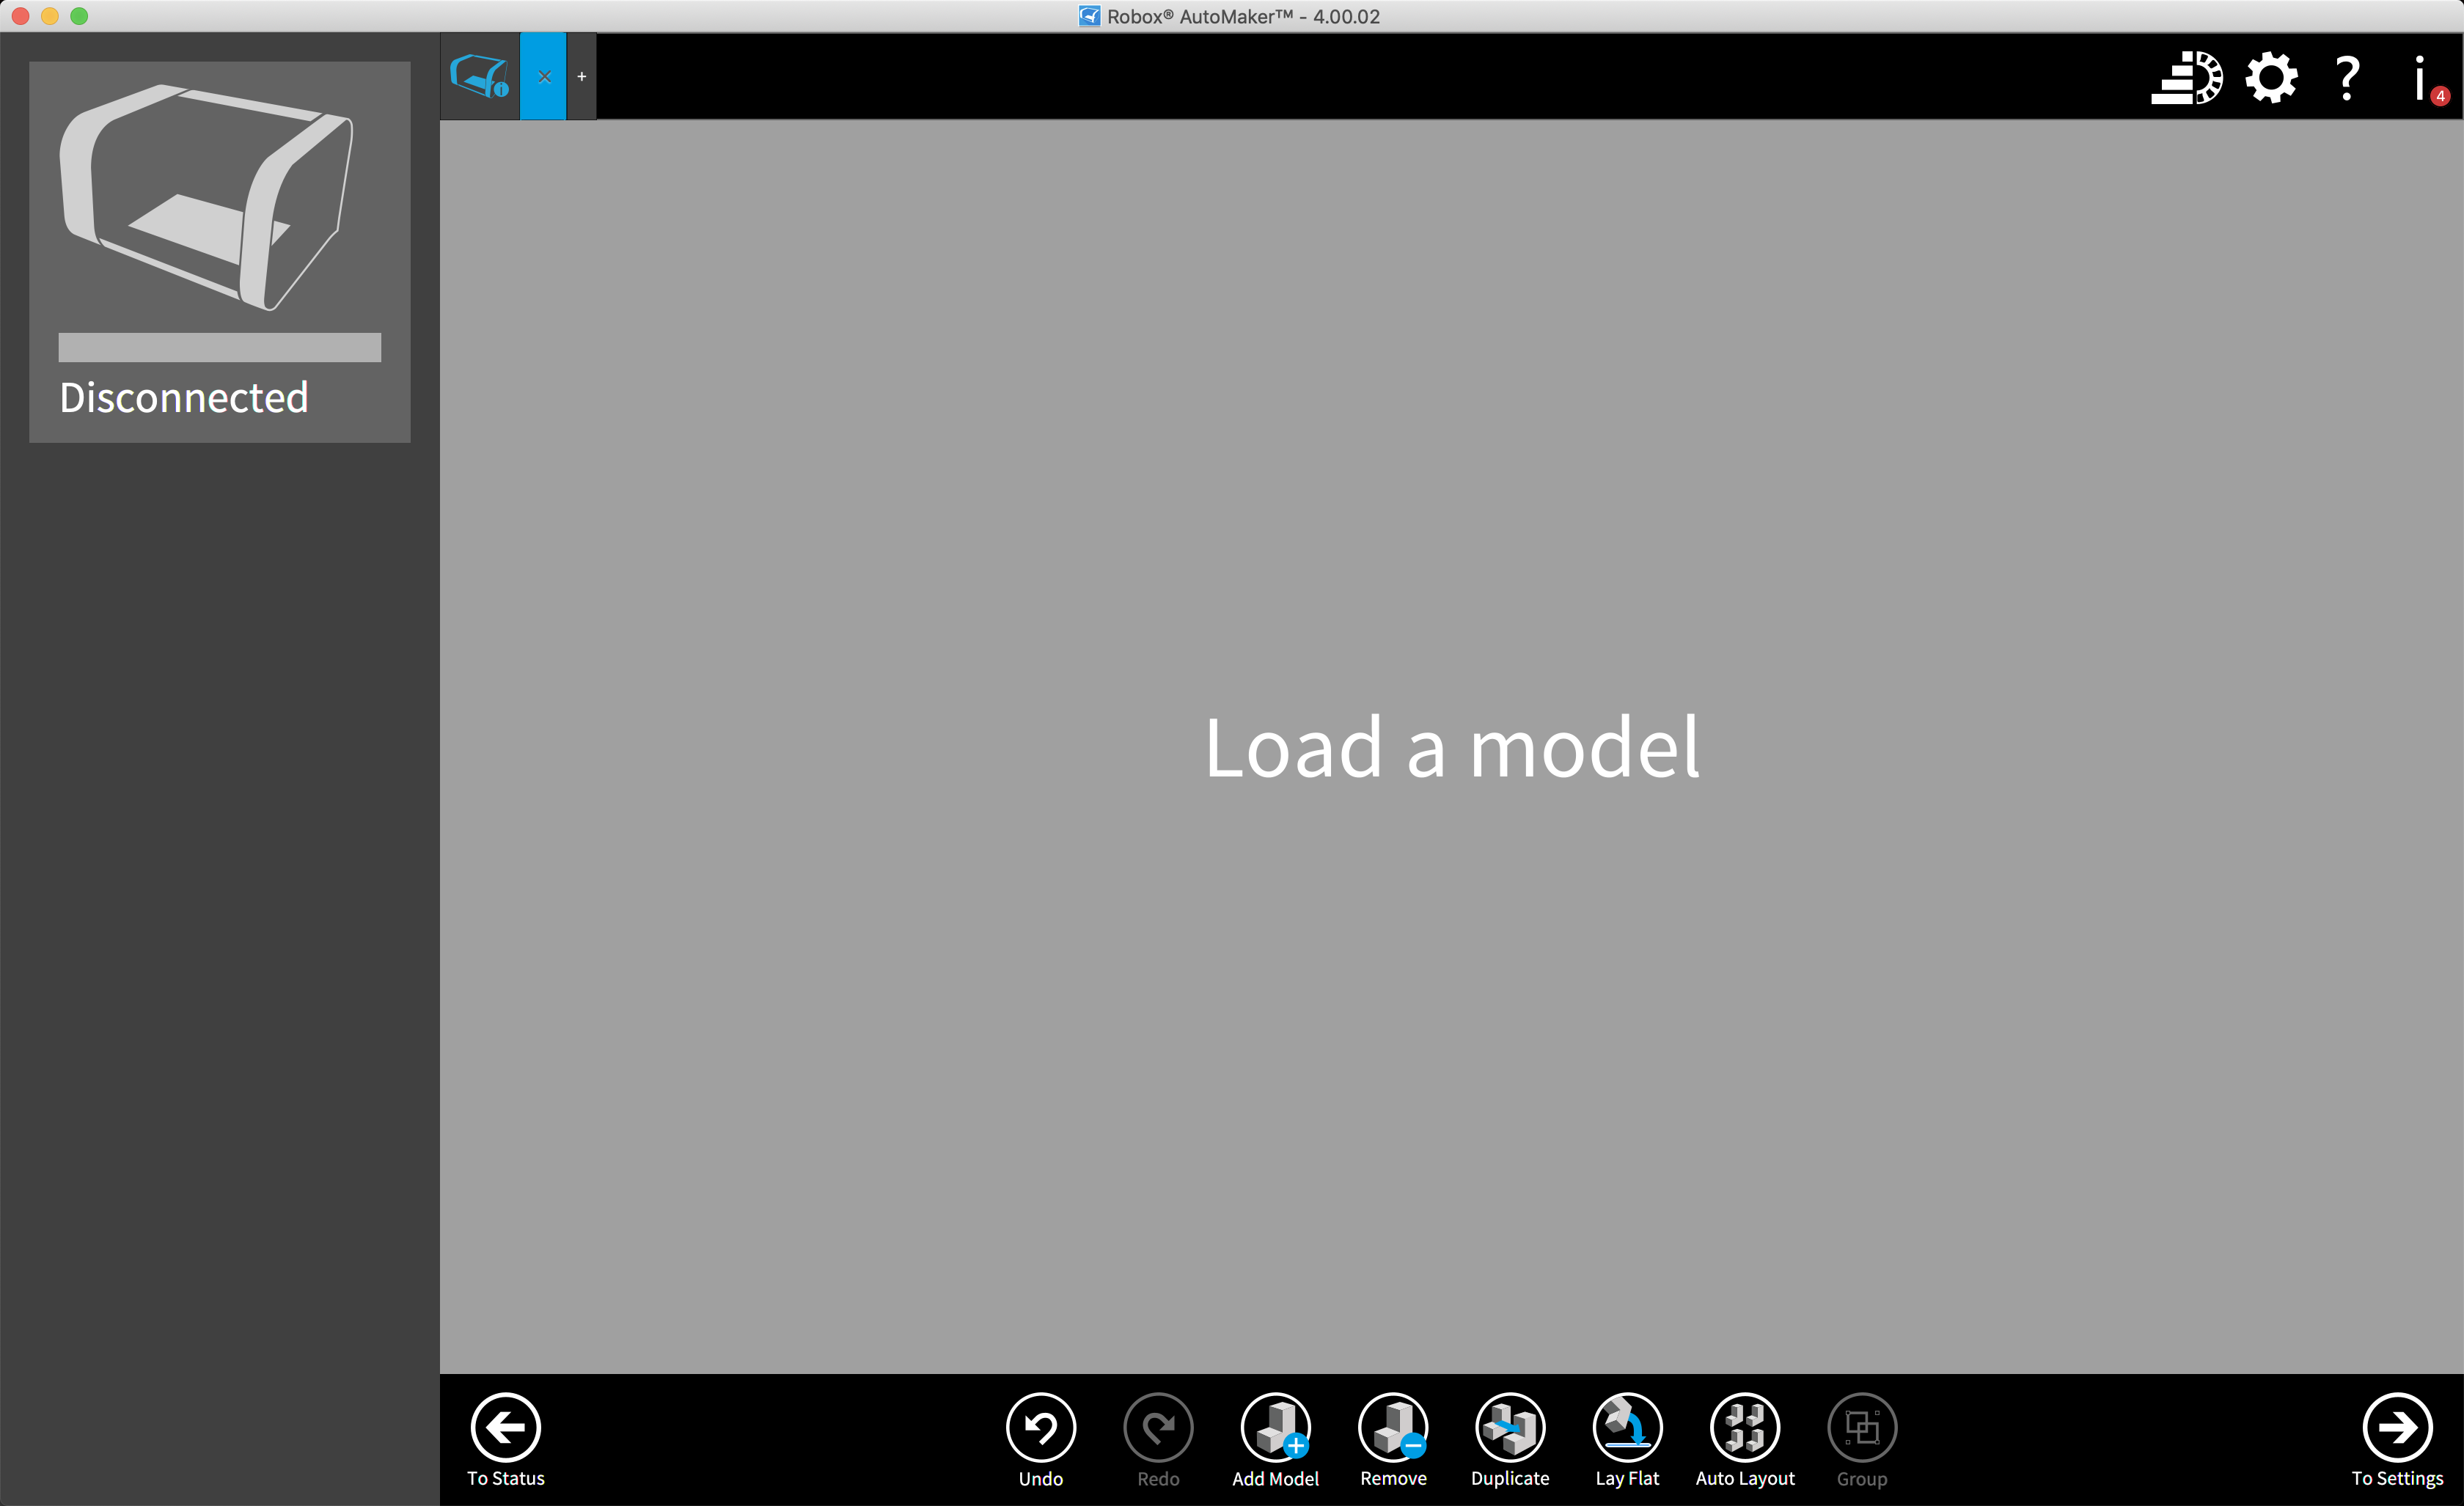 Robox® AutoMaker™ - 4.00.02
+
?
i
4
Disconnected
Load a model
To Status
Undo
Redo
Add Model
Remove
Duplicate
Lay Flat
Auto Layout
Group
To Settings